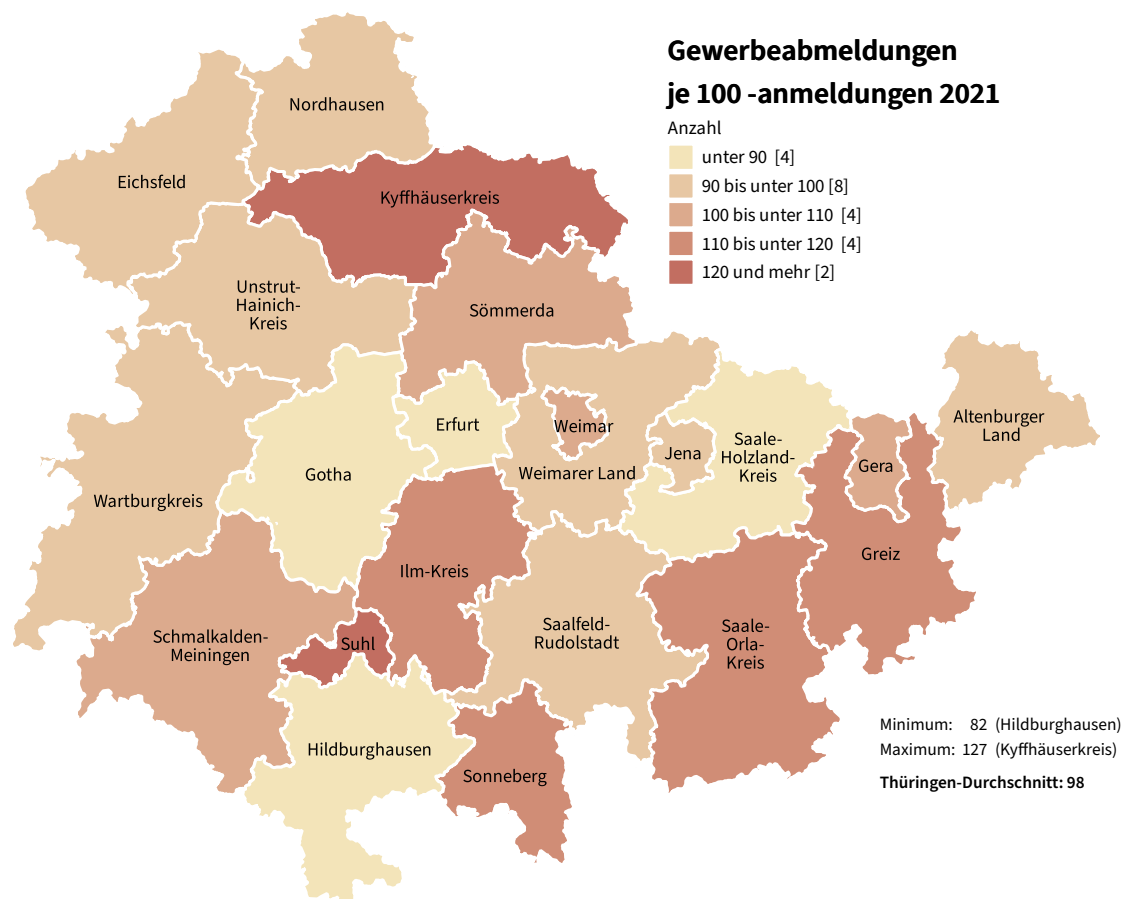 Gewerbeabmeldungen
je 100 -anmeldungen 2021
Anzahl
unter 90 [4]
90 bis unter 100 [8]
100 bis unter 110 [4]
110 bis unter 120 [4]
120 und mehr [2]
Nordhausen
Eichsfeld
Kyffhäuserkreis
Unstrut-
Hainich-
Kreis
Sömmerda
Erfurt
Weimar
Jena
Saale-
Holzland-
Kreis
Altenburger
Land
Gera
Gotha
Weimarer Land
Wartburgkreis
Greiz
Ilm-Kreis
Schmalkalden-
Meiningen
Suhl
Saalfeld-
Rudolstadt
Saale-
Orla-
Kreis
Hildburghausen
Sonneberg
Minimum: 82 (Hildburghausen)
Maximum: 127 (Kyffhäuserkreis)
Thüringen-Durchschnitt: 98